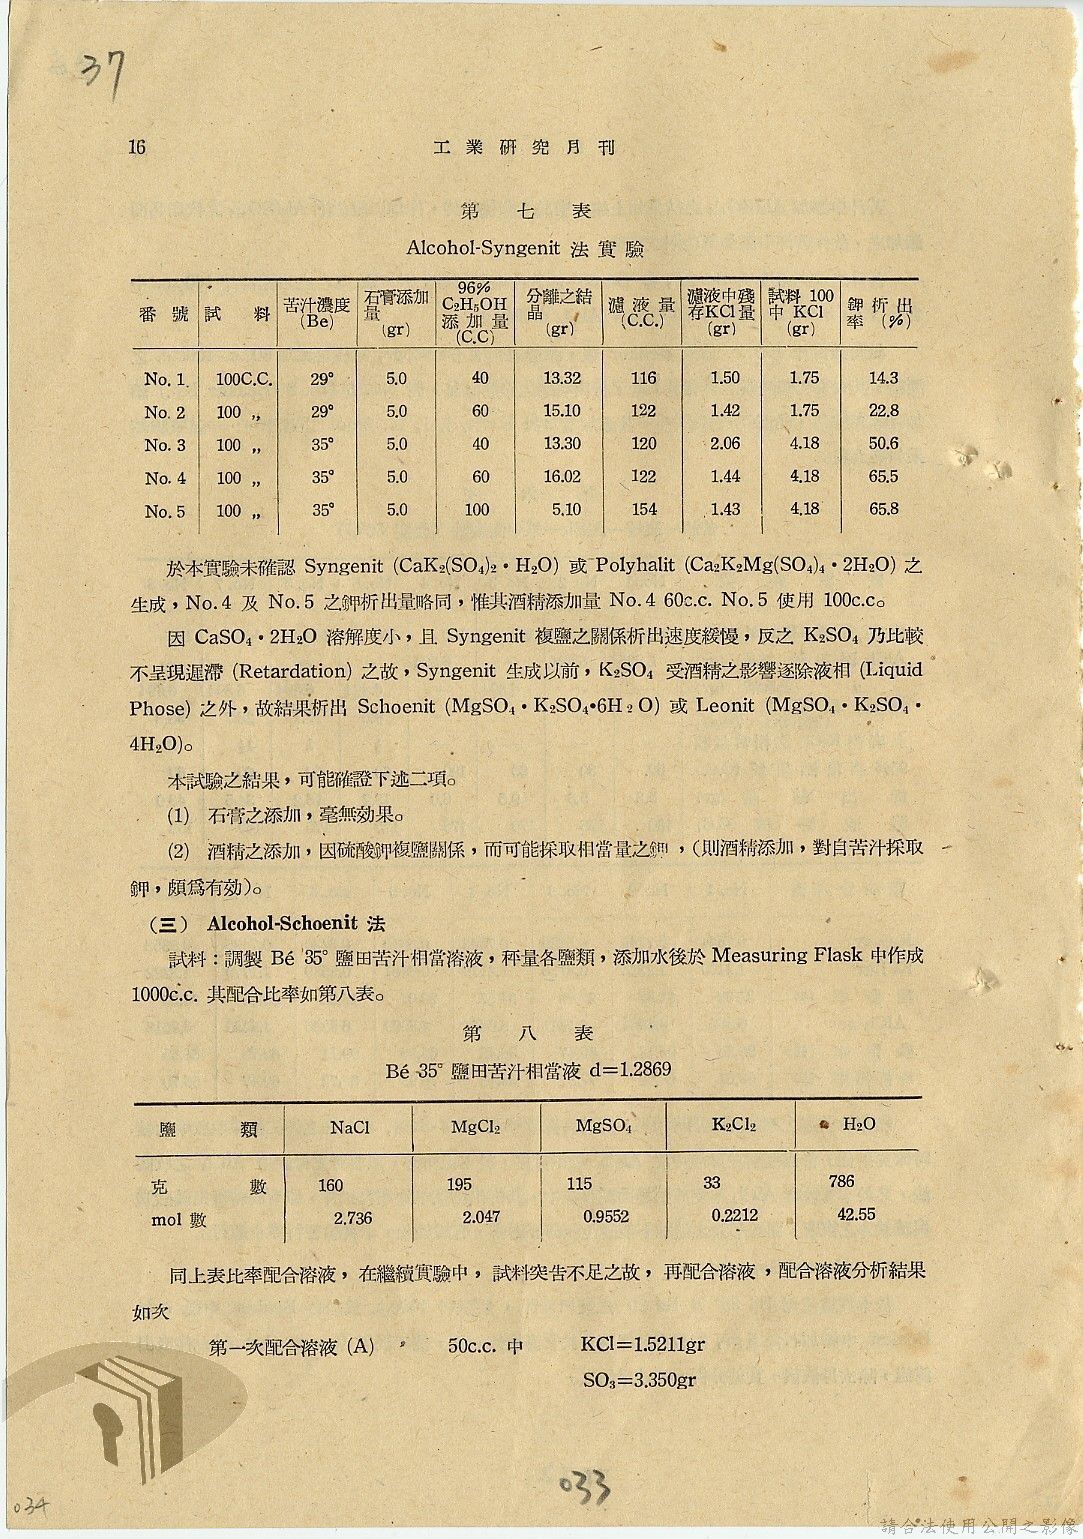 37
16 工業研究月刊
第七表
Alcohol-Syngenit 法實驗
番號 試料 苦汁濃度(Be) 石膏添加量(gr) 96% C₂H₅OH 添加量(C.C) 分離之結晶(gr) 濾液量(C.C.) 濾液中殘存KCl量(gr) 試料100中KCl(gr) 鉀析出率(%)
No. 1. 100C.C. 29° 5.0 40 13.32 116 1.50 1.75 14.3
No. 2 100 〃 29° 5.0 60 15.10 122 1.42 1.75 22.8
No. 3 100 〃 35° 5.0 40 13.30 120 2.06 4.18 50.6
No. 4 100 〃 35° 5.0 60 16.02 122 1.44 4.18 65.5
No. 5 100 〃 35° 5.0 100 5.10 154 1.43 4.18 65.8
於本實驗未確認 Syngenit (CaK₂(SO₄)₂・H₂O) 或 Polyhalit (Ca₂K₂Mg(SO₄)₄・2H₂O) 之
生成，No. 4 及 No. 5 之鉀析出量略同，惟其酒精添加量 No. 4 60c.c. No. 5 使用 100c.c。
因 CaSO₄・2H₂O 溶解度小，且 Syngenit 複鹽之關係析出速度緩慢，反之 K₂SO₄ 乃比較
不呈現遲滯 (Retardation) 之故，Syngenit 生成以前，K₂SO₄ 受酒精之影響逐除液相 (Liquid
Phose) 之外，故結果析出 Schoenit (MgSO₄・K₂SO₄•6H₂O) 或 Leonit (MgSO₄・K₂SO₄・
4H₂O)。
本試驗之結果，可能確證下述二項。
(1) 石膏之添加，毫無効果。
(2) 酒精之添加，因硫酸鉀複鹽關係，而可能採取相當量之鉀，(則酒精添加，對自苦汁採取
鉀，頗爲有効)。
(三) Alcohol-Schoenit 法
試料：調製 Bé 35° 鹽田苦汁相當溶液，秤量各鹽類，添加水後於 Measuring Flask 中作成
1000c.c. 其配合比率如第八表。
第八表
Bé 35° 鹽田苦汁相當液 d=1.2869
鹽類 NaCl MgCl₂ MgSO₄ K₂Cl₂ H₂O
克數 160 195 115 33 786
mol 數 2.736 2.047 0.9552 0.2212 42.55
同上表比率配合溶液，在繼續實驗中，試料突告不足之故，再配合溶液，配合溶液分析結果
如次
第一次配合溶液 (A) 50c.c. 中 KCl=1.5211gr
SO₃=3.350gr
033
034
請合法使用公開之影像